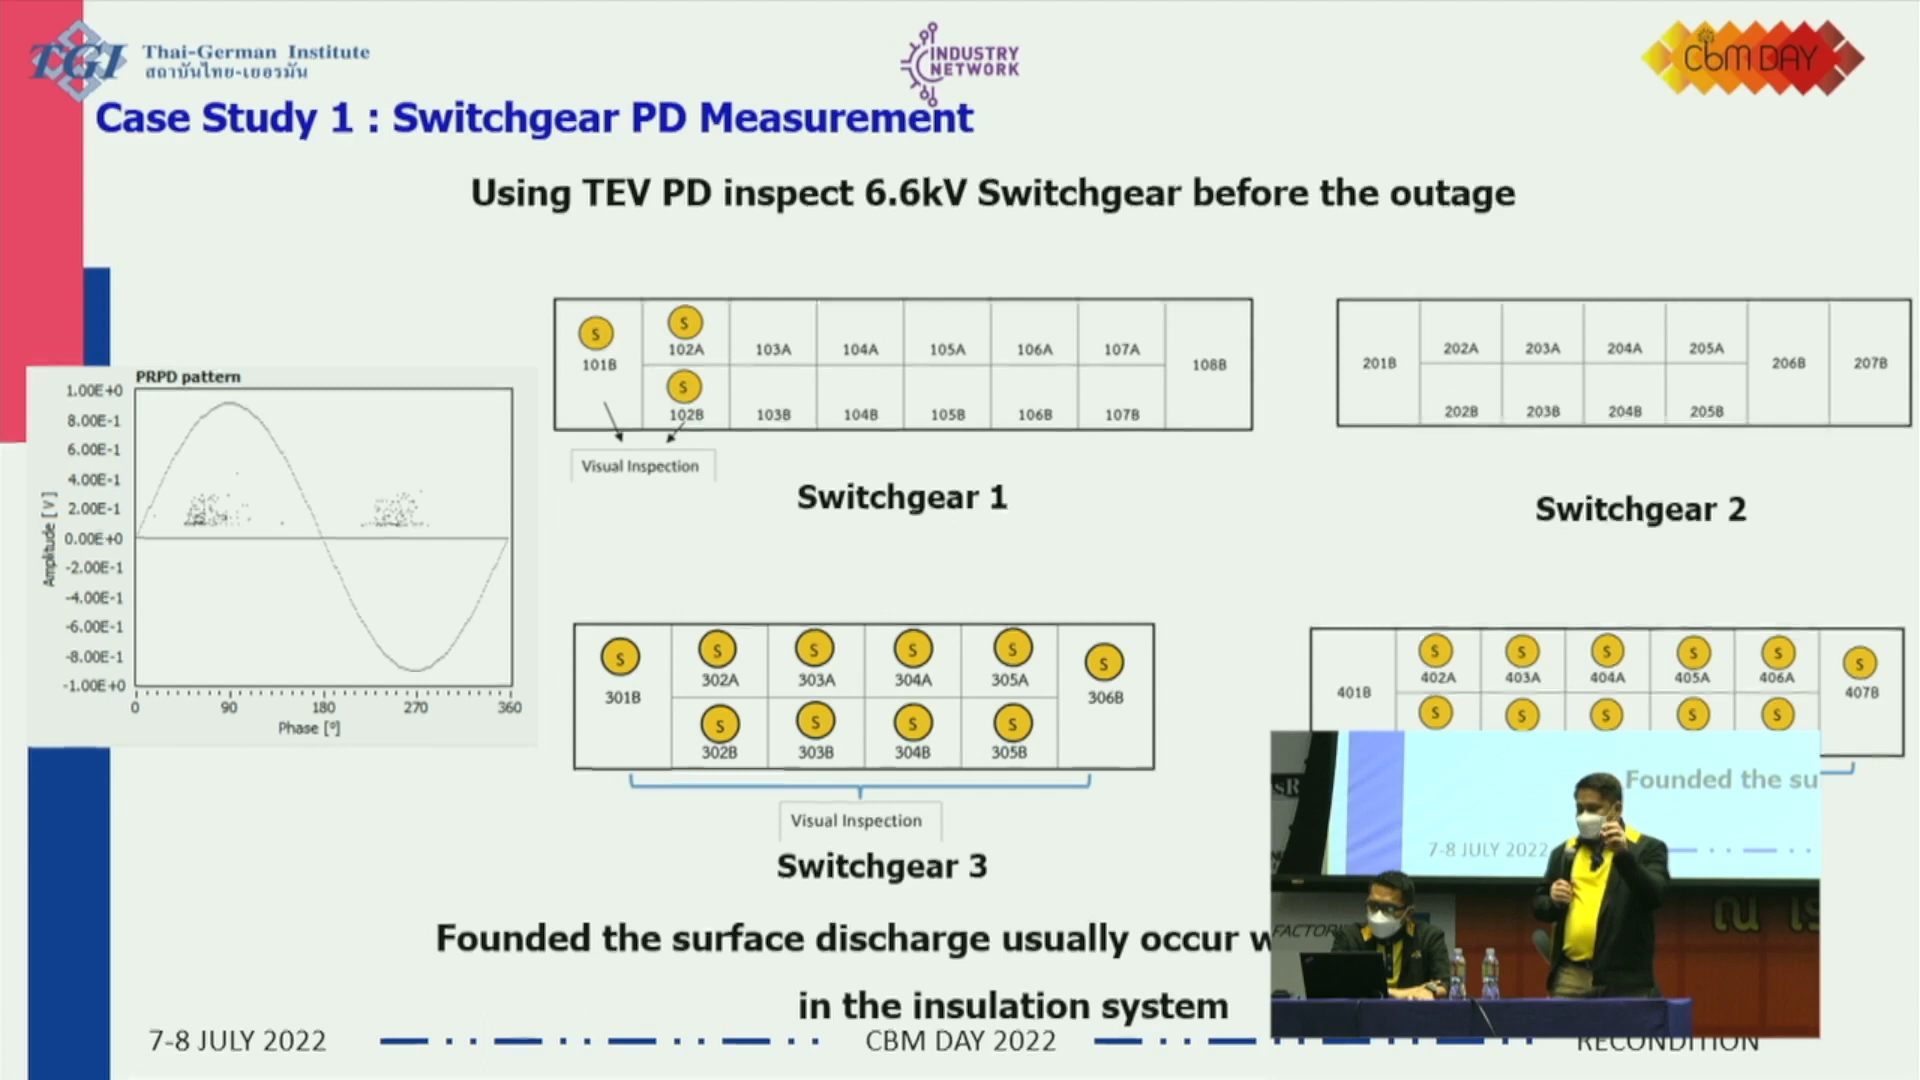 TGI Thai-German Institute
สถาบันไทย-เยอรมัน
INDUSTRY
NETWORK
CbM DAY
Case Study 1 : Switchgear PD Measurement
Using TEV PD inspect 6.6kV Switchgear before the outage
PRPD pattern
1.00E+0
8.00E-1
6.00E-1
4.00E-1
2.00E-1
0.00E+0
-2.00E-1
-4.00E-1
-6.00E-1
-8.00E-1
-1.00E+0
Amplitude [V]
0 90 180 270 360
Phase [°]
S S
101B 102A 103A 104A 105A 106A 107A 108B
S
102B 103B 104B 105B 106B 107B
Visual Inspection
Switchgear 1
201B 202A 203A 204A 205A 206B 207B
202B 203B 204B 205B
Switchgear 2
S S S S S S
301B 302A 303A 304A 305A 306B
S S S S
302B 303B 304B 305B
Visual Inspection
Switchgear 3
S S S S S S
401B 402A 403A 404A 405A 406A 407B
S S S S S
Founded the surface discharge usually occur w
in the insulation system
Founded the su
7-8 JULY 2022
FACTOR
7-8 JULY 2022 CBM DAY 2022 RECONDITION